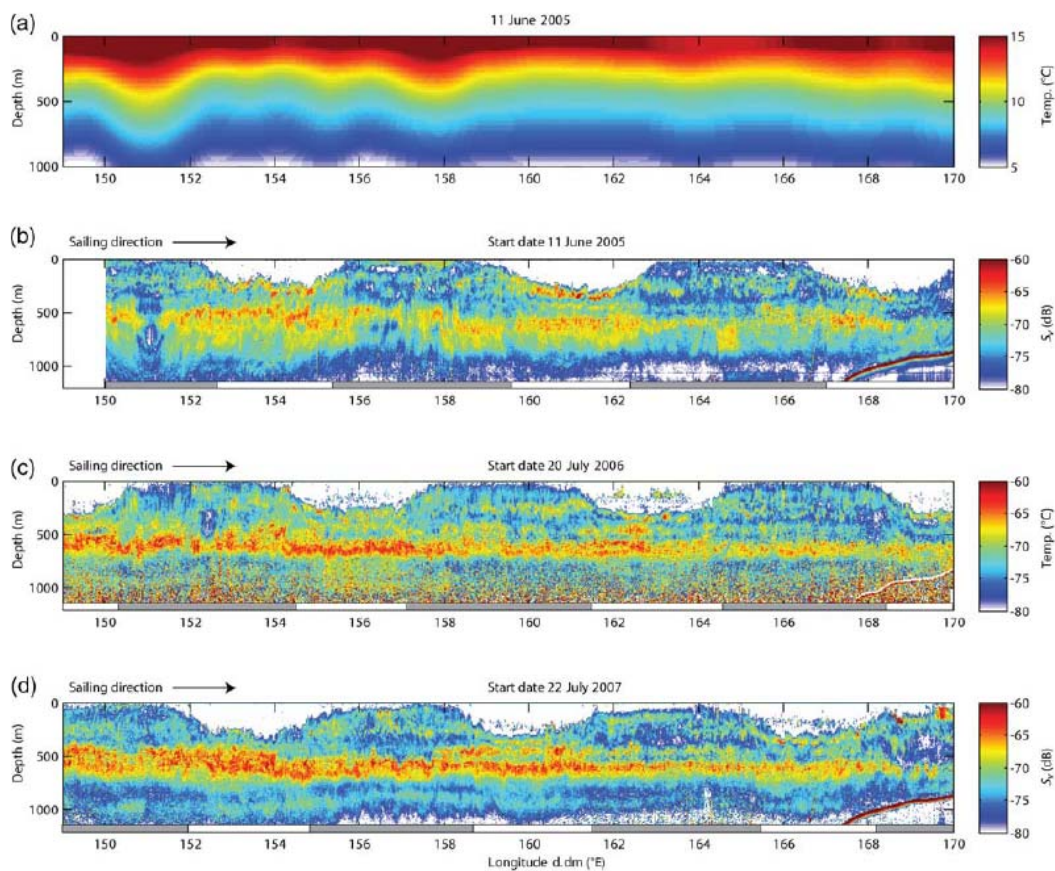 (a)
11 June 2005
Depth (m)
0
500
1000
150 152 154 156 158 160 162 164 166 168 170
15
10
5
Temp. (°C)
(b)
Sailing direction
Start date 11 June 2005
Depth (m)
0
500
1000
150 152 154 156 158 160 162 164 166 168 170
-60
-65
-70
-75
-80
Sv (dB)
(c)
Sailing direction
Start date 20 July 2006
Depth (m)
0
500
1000
150 152 154 156 158 160 162 164 166 168 170
-60
-65
-70
-75
-80
Temp. (°C)
(d)
Sailing direction
Start date 22 July 2007
Depth (m)
0
500
1000
150 152 154 156 158 160 162 164 166 168 170
Longitude d.dm (°E)
-60
-65
-70
-75
-80
Sv (dB)